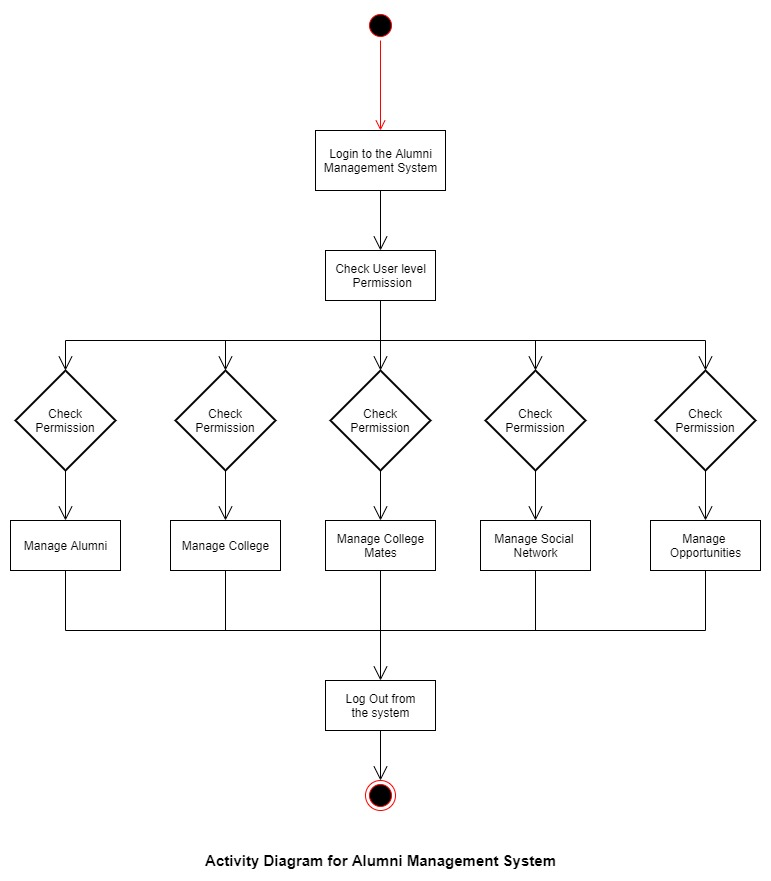 Login to the Alumni
Management System
Check User level
Permission
Check
Permission
Check
Permission
Check
Permission
Check
Permission
Check
Permission
Manage Alumni
Manage College
Manage College
Mates
Manage Social
Network
Manage
Opportunities
Log Out from
the system
Activity Diagram for Alumni Management System